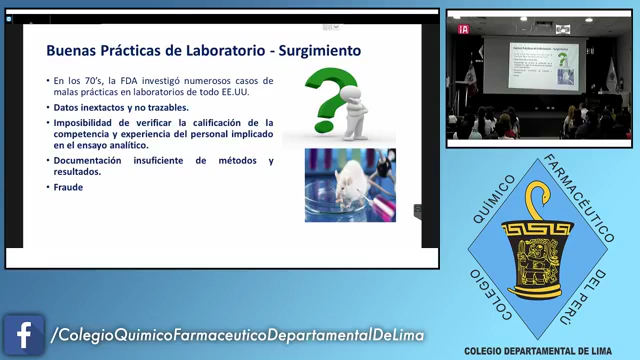 Buenas Prácticas de Laboratorio - Surgimiento
• En los 70's, la FDA investigó numerosos casos de
malas prácticas en laboratorios de todo EE.UU.
• Datos inextactos y no trazables.
• Imposibilidad de verificar la calificación de la
competencia y experiencia del personal implicado
en el ensayo analítico.
• Documentación insuficiente de métodos y
resultados.
• Fraude
COLEGIO QUÍMICO FARMACÉUTICO DEL PERÚ
COLEGIO DEPARTAMENTAL DE LIMA
f /ColegioQuimicoFarmaceuticoDepartamentalDeLima